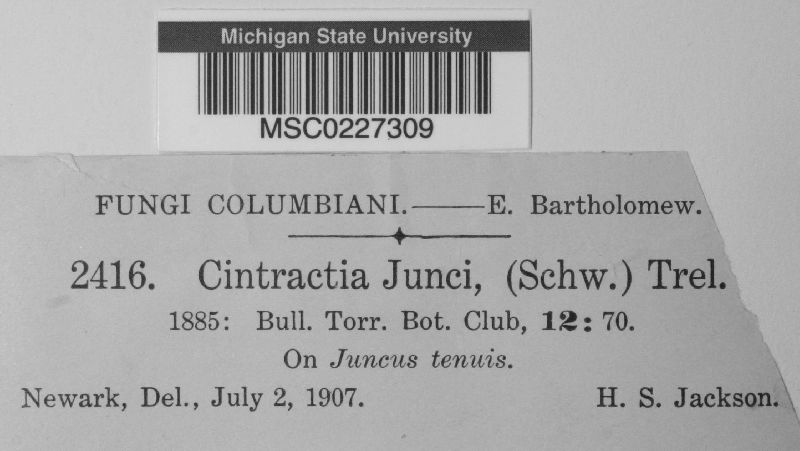 Michigan State University
MSC0227309
FUNGI COLUMBIANI.——E. Bartholomew.
2416. Cintractia Junci, (Schw.) Trel.
1885: Bull. Torr. Bot. Club, 12: 70.
On Juncus tenuis.
Newark, Del., July 2, 1907. H. S. Jackson.